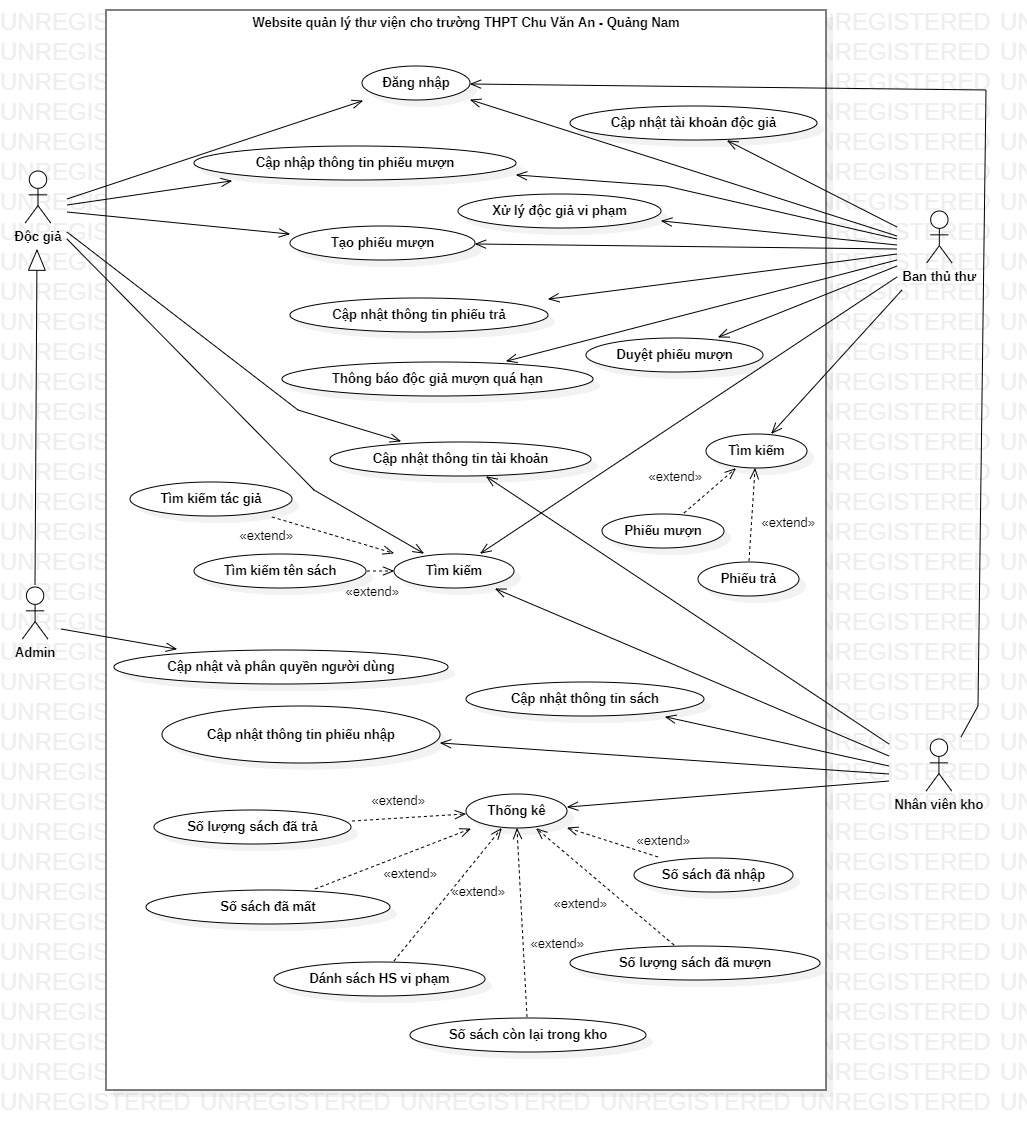 Website quản lý thư viện cho trường THPT Chu Văn An - Quảng Nam
Đăng nhập
Cập nhật tài khoản độc giả
Cập nhập thông tin phiếu mượn
Xử lý độc giả vi phạm
Độc giả
Tạo phiếu mượn
Ban thủ thư
Cập nhật thông tin phiếu trả
Duyệt phiếu mượn
Thông báo độc giả mượn quá hạn
Tìm kiếm
Cập nhật thông tin tài khoản
«extend»
Tìm kiếm tác giả
«extend»
Phiếu mượn
«extend»
Tìm kiếm tên sách
Tìm kiếm
Phiếu trả
«extend»
Admin
Cập nhật và phân quyền người dùng
Cập nhật thông tin sách
Cập nhật thông tin phiếu nhập
«extend»
Thống kê
Nhân viên kho
Số lượng sách đã trả
«extend»
«extend»
Số sách đã nhập
«extend»
Số sách đã mất
«extend»
«extend»
Số lượng sách đã mượn
Dánh sách HS vi phạm
Số sách còn lại trong kho
UNREGISTERED UNREGISTERED UNREGISTERED UNREGISTERED UNREGISTERED UN